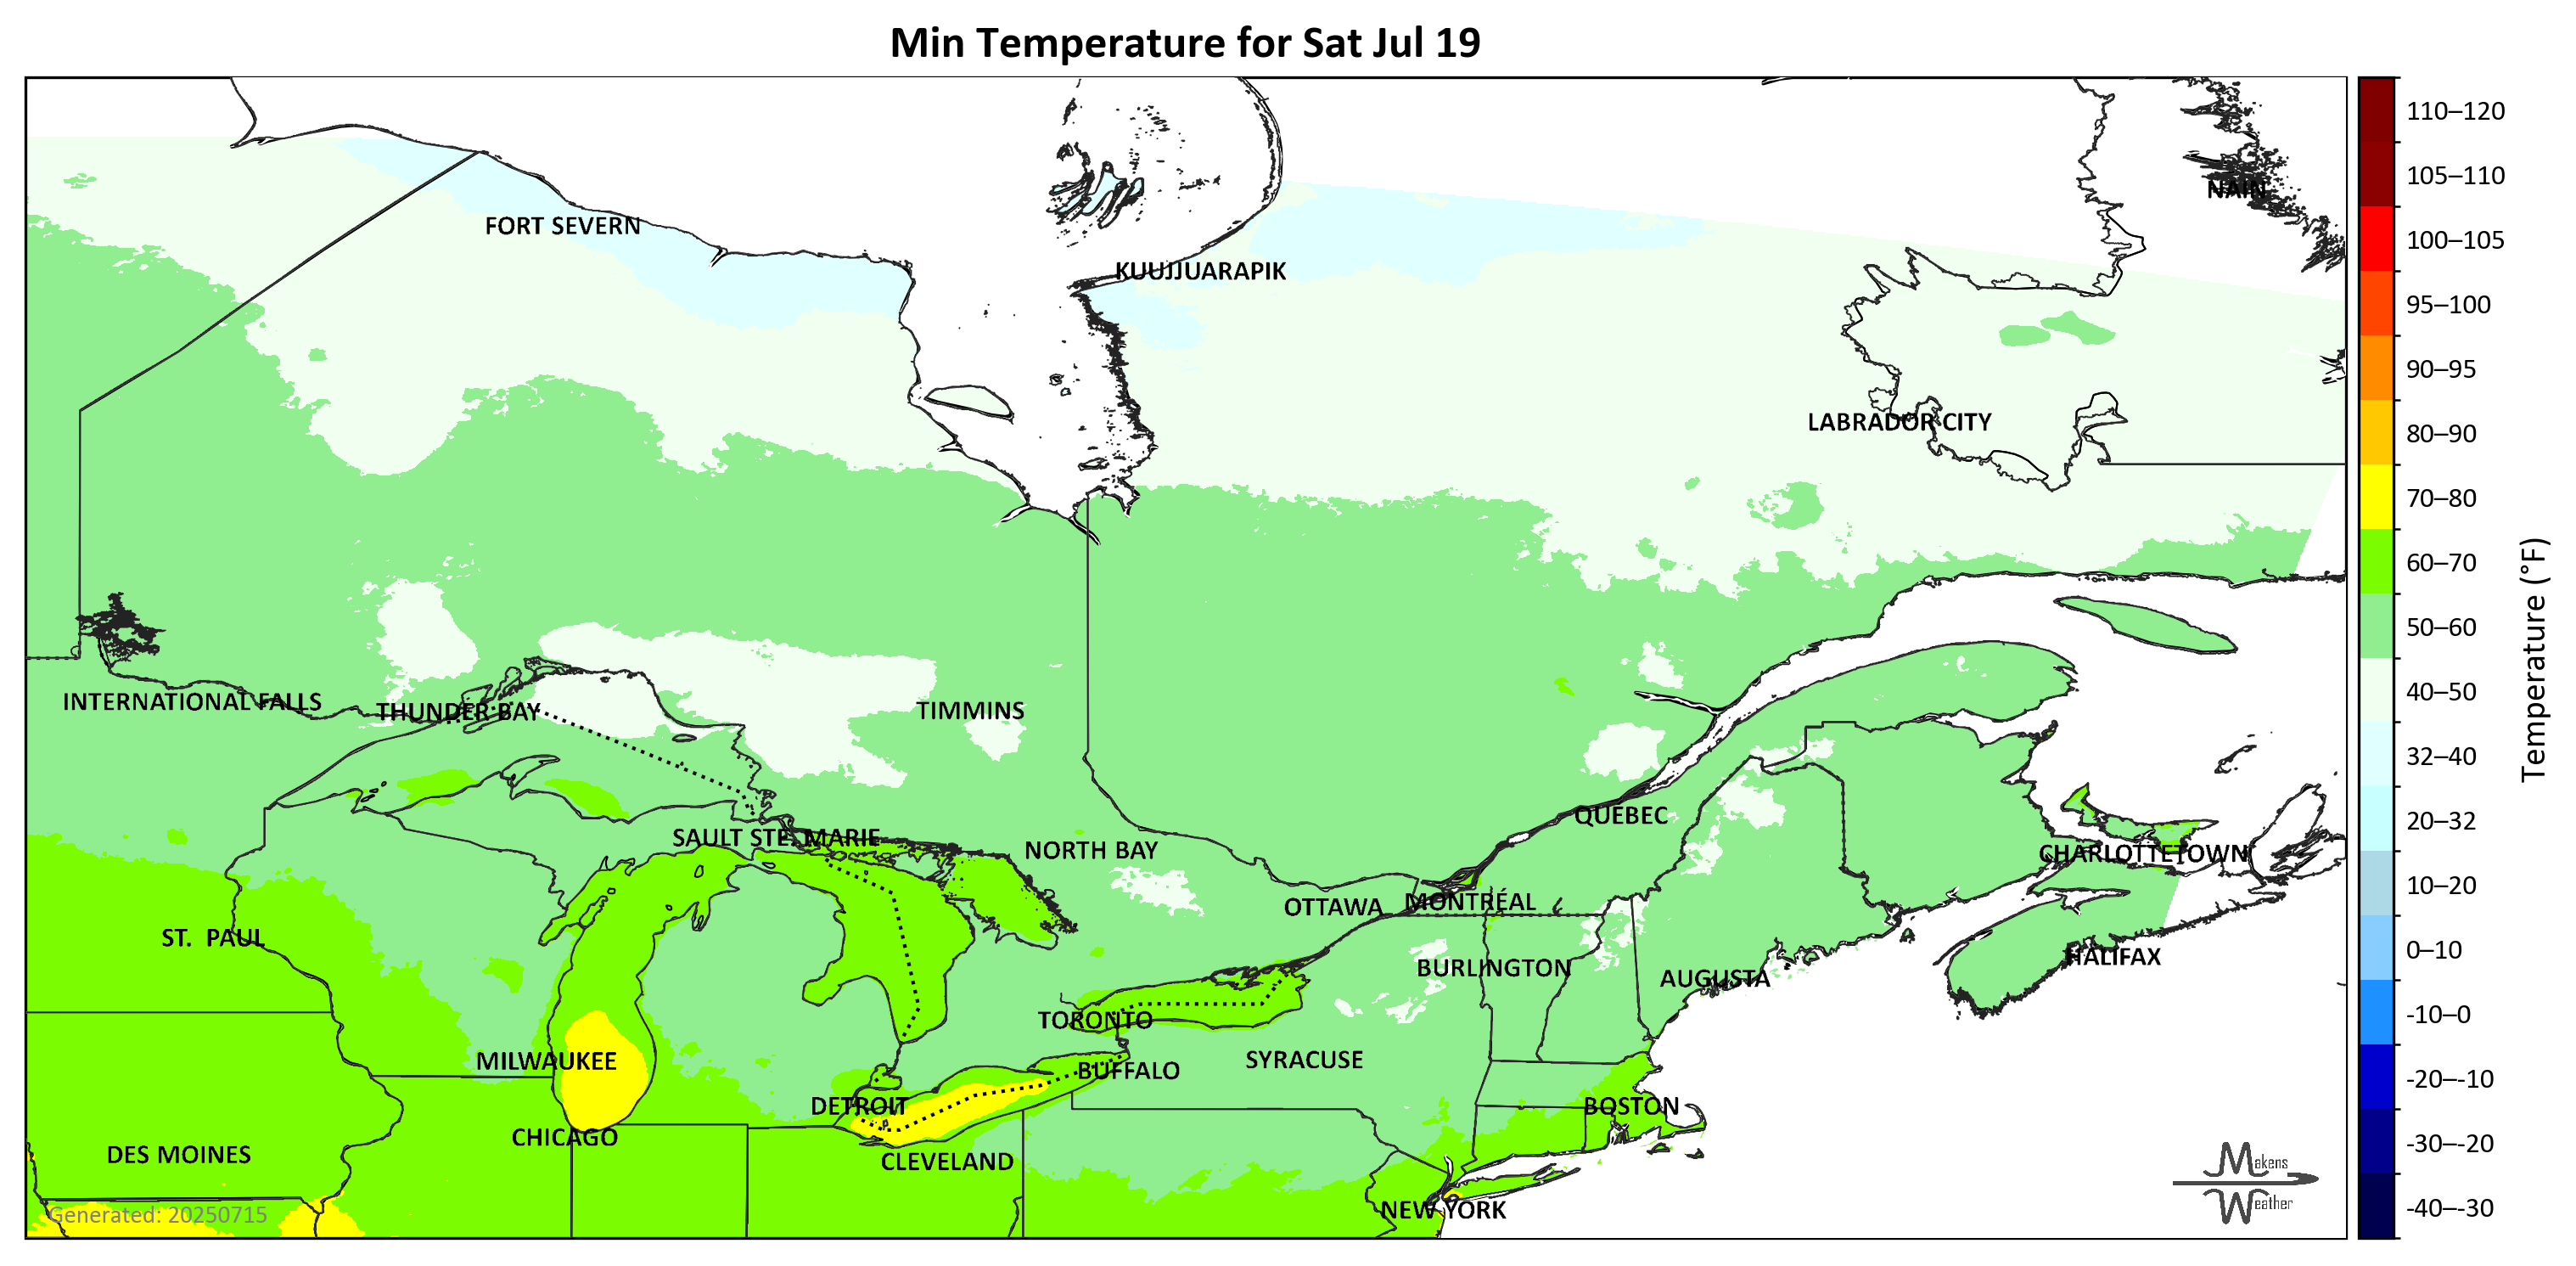 Min Temperature for Sat Jul 19
NAIN
FORT SEVERN
KUUJJUARAPIK
LABRADOR CITY
INTERNATIONAL FALLS
THUNDER BAY
TIMMINS
QUÉBEC
SAULT STE. MARIE
NORTH BAY
CHARLOTTETOWN
OTTAWA
MONTRÉAL
ST. PAUL
HALIFAX
BURLINGTON
AUGUSTA
TORONTO
MILWAUKEE
SYRACUSE
BUFFALO
DETROIT
BOSTON
CHICAGO
DES MOINES
CLEVELAND
NEW YORK
Generated: 20250715
Makens
Weather
110–120
105–110
100–105
95–100
90–95
80–90
70–80
60–70
50–60
40–50
32–40
20–32
10–20
0–10
-10–0
-20–-10
-30–-20
-40–-30
Temperature (°F)